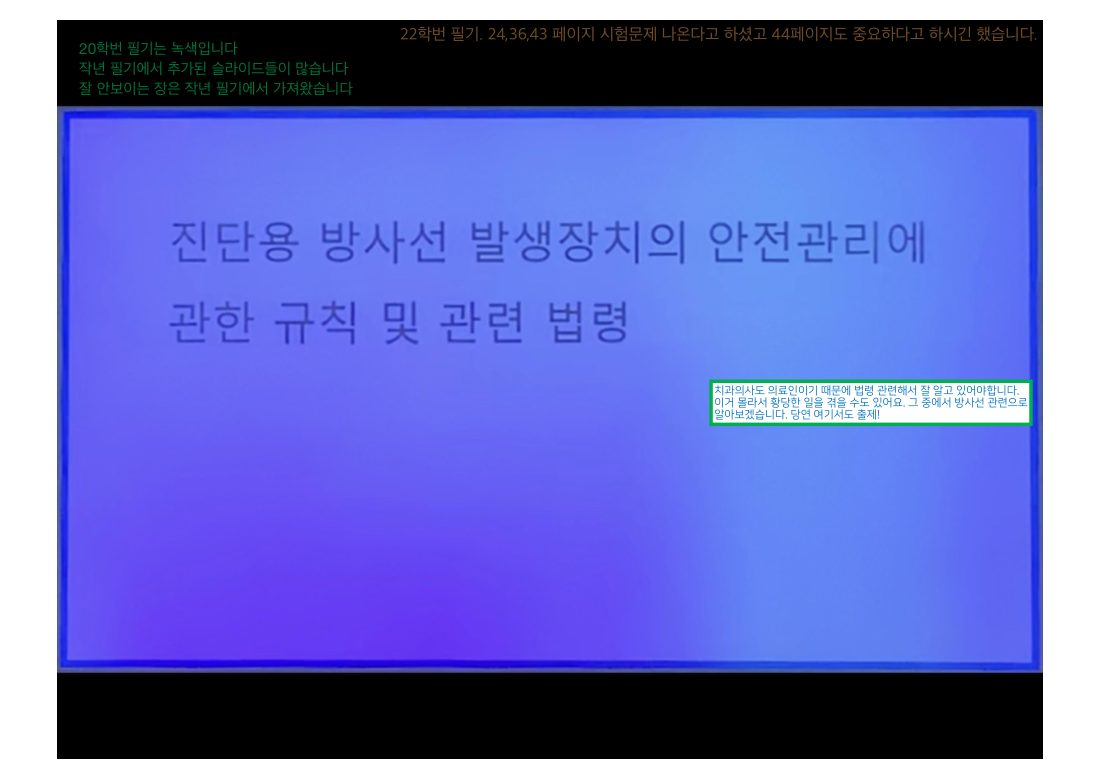 22학번 필기. 24,36,43 페이지 시험문제 나온다고 하셨고 44페이지도 중요하다고 하시긴 했습니다.
20학번 필기는 녹색입니다
작년 필기에서 추가된 슬라이드들이 많습니다
잘 안보이는 장은 작년 필기에서 가져왔습니다
진단용 방사선 발생장치의 안전관리에
관한 규칙 및 관련 법령
치과의사도 의료인이기 때문에 법령 관련해서 잘 알고 있어야합니다.
이거 몰라서 황당한 일을 겪을 수도 있어요. 그 중에서 방사선 관련으로
알아보겠습니다. 당연 여기서도 출제!